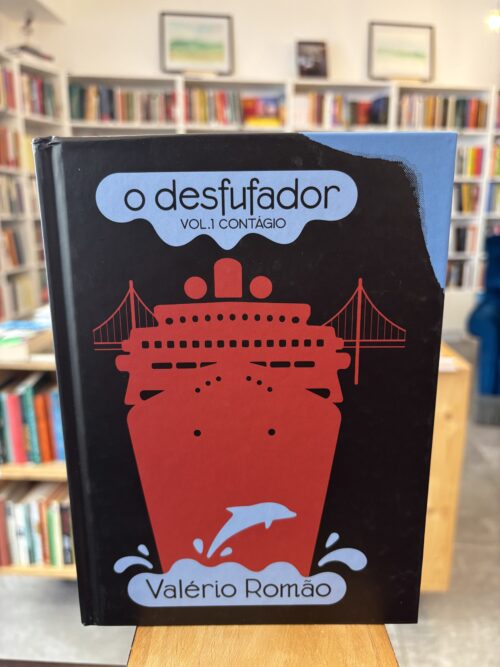 o desfufador
VOL.1 CONTÁGIO
Valério Romão